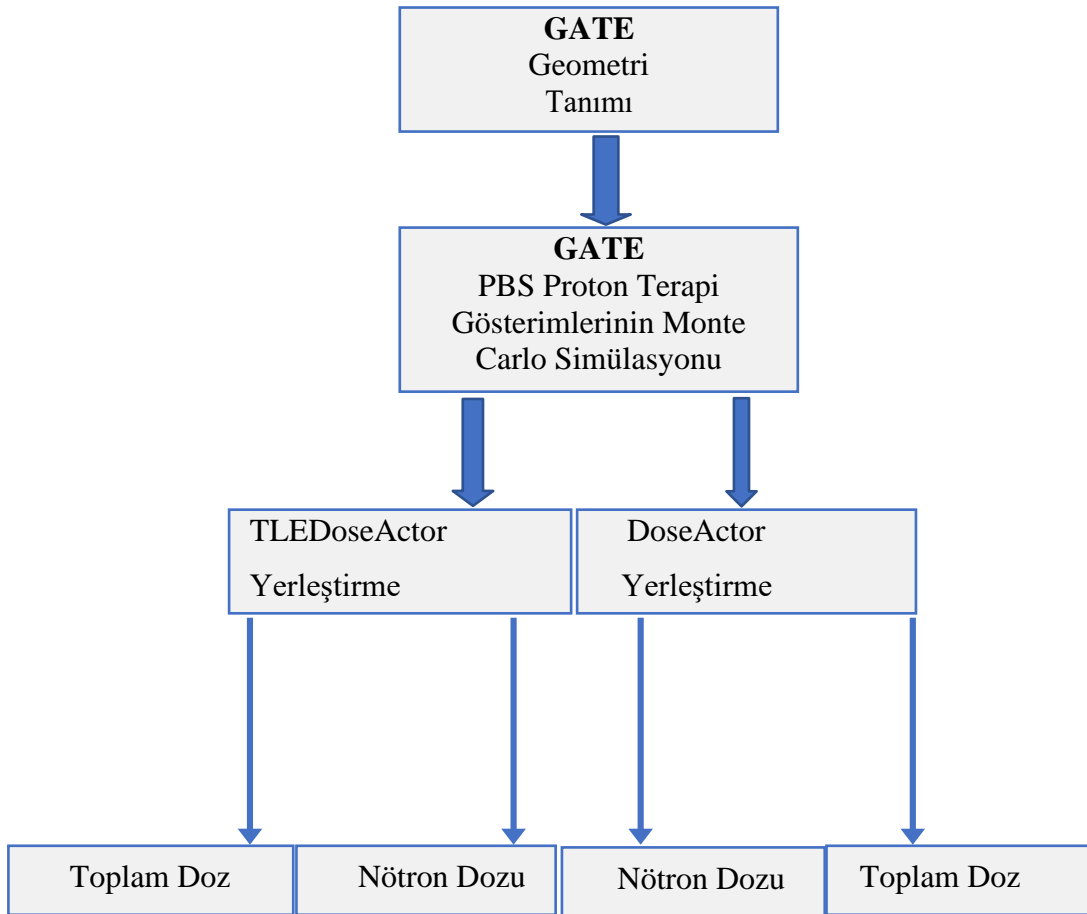 GATE
Geometri
Tanımı
GATE
PBS Proton Terapi
Gösterimlerinin Monte
Carlo Simülasyonu
TLEDoseActor
Yerleştirme
DoseActor
Yerleştirme
Toplam Doz
Nötron Dozu
Nötron Dozu
Toplam Doz